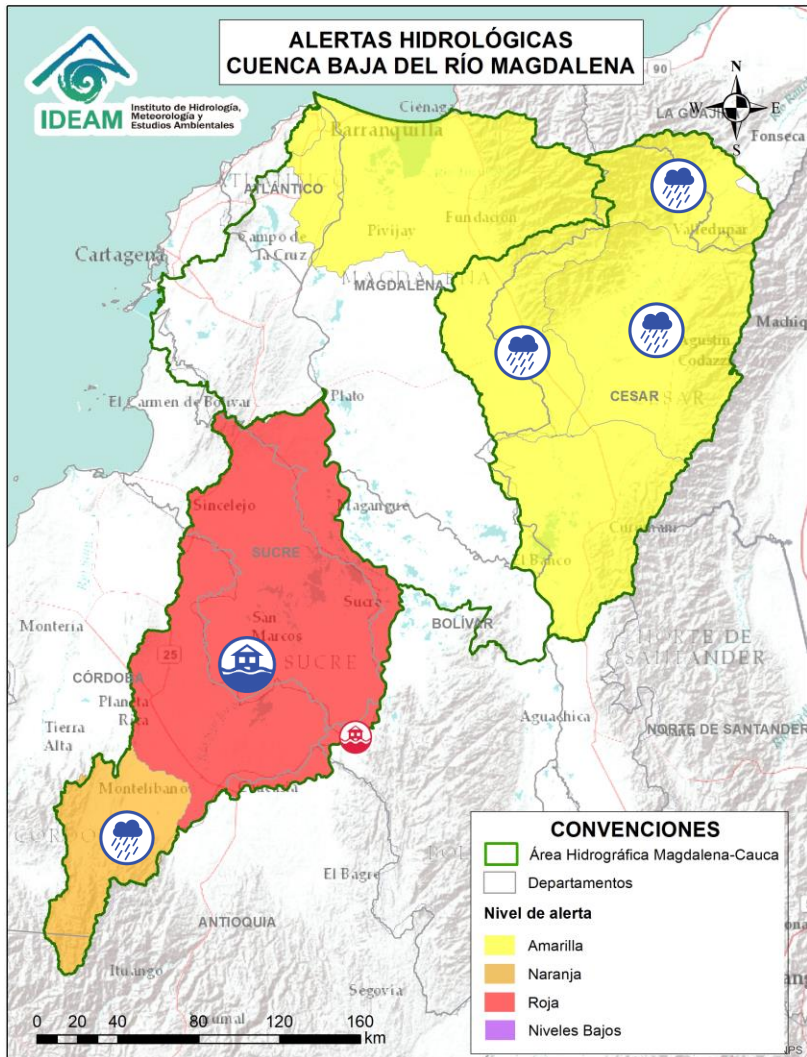 ALERTAS HIDROLÓGICAS
CUENCA BAJA DEL RÍO MAGDALENA
IDEAM
Instituto de Hidrología,
Meteorología y
Estudios Ambientales
N
W E
S
90
Ciénaga
LA GUAJIRA
Fonseca
Barranquilla
ATLÁNTICO
Valledupar
Fundación
Pivijay
Campo de
la Cruz
Cartagena
MAGDALENA
Agustín
Codazzi
CESAR
El Carmen de Bolívar
Plato
Sincelejo
Magangue
El Banco
SUCRE
Sucre
San
Marcos
SUCRE
BOLÍVAR
NORTE DE
SANTANDER
Montería
25
CÓRDOBA
Planeta
Rica
Tierra
Alta
Aguachica
NORTE DE SANTANDER
Montelíbano
El Bagre
ANTIOQUIA
Ituango
Segovia
CONVENCIONES
Área Hidrográfica Magdalena-Cauca
Departamentos
Nivel de alerta
Amarilla
Naranja
Roja
Niveles Bajos
0 20 40 80 120 160
km